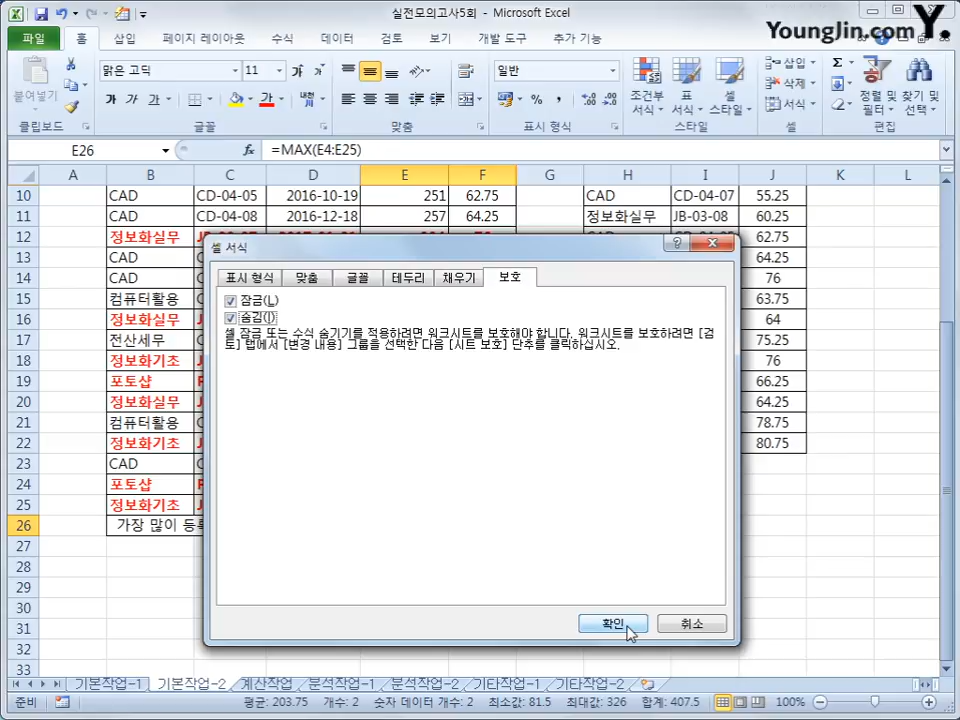 실전모의고사5회 - Microsoft Excel
Younglin.com Y.
파일 홈 삽입 페이지 레이아웃 수식 데이터 검토 보기 개발 도구 추가 기능
붙여넣기
클립보드
맑은 고딕 11
가 가 가
글꼴
맞춤
일반
표시 형식
조건부 서식
표 서식
셀 스타일
스타일
삽입
삭제
서식
셀
정렬 및 필터
찾기 및 선택
편집
E26 fx =MAX(E4:E25)
A B C D E F G H I J K L
10 CAD CD-04-05 2016-10-19 251 62.75 CAD CD-04-07 55.25
11 CAD CD-04-08 2016-12-18 257 64.25 정보화실무 JB-03-08 60.25
12 정보화실무 62.75
13 CAD 64.25
14 CAD 76
15 컴퓨터활용 63.75
16 정보화실무 64
17 전산세무 75.25
18 정보화기초 76
19 포토샵 66.25
20 정보화실무 64.25
21 컴퓨터활용 78.75
22 정보화기초 80.75
23 CAD
24 포토샵
25 정보화기초
26 가장 많이 등록
27
28
29
30
31
32
33
셀 서식
표시 형식 맞춤 글꼴 테두리 채우기 보호
잠금(L)
숨김(I)
셀 잠금 또는 수식 숨기기를 적용하려면 워크시트를 보호해야 합니다. 워크시트를 보호하려면 [검
토] 탭에서 [변경 내용] 그룹을 선택한 다음 [시트 보호] 단추를 클릭하십시오.
확인 취소
기본작업-1 기본작업-2 계산작업 분석작업-1 분석작업-2 기타작업-1 기타작업-2
준비 평균: 203.75 개수: 2 숫자 데이터 개수: 2 최소값: 81.5 최대값: 326 합계: 407.5 100%